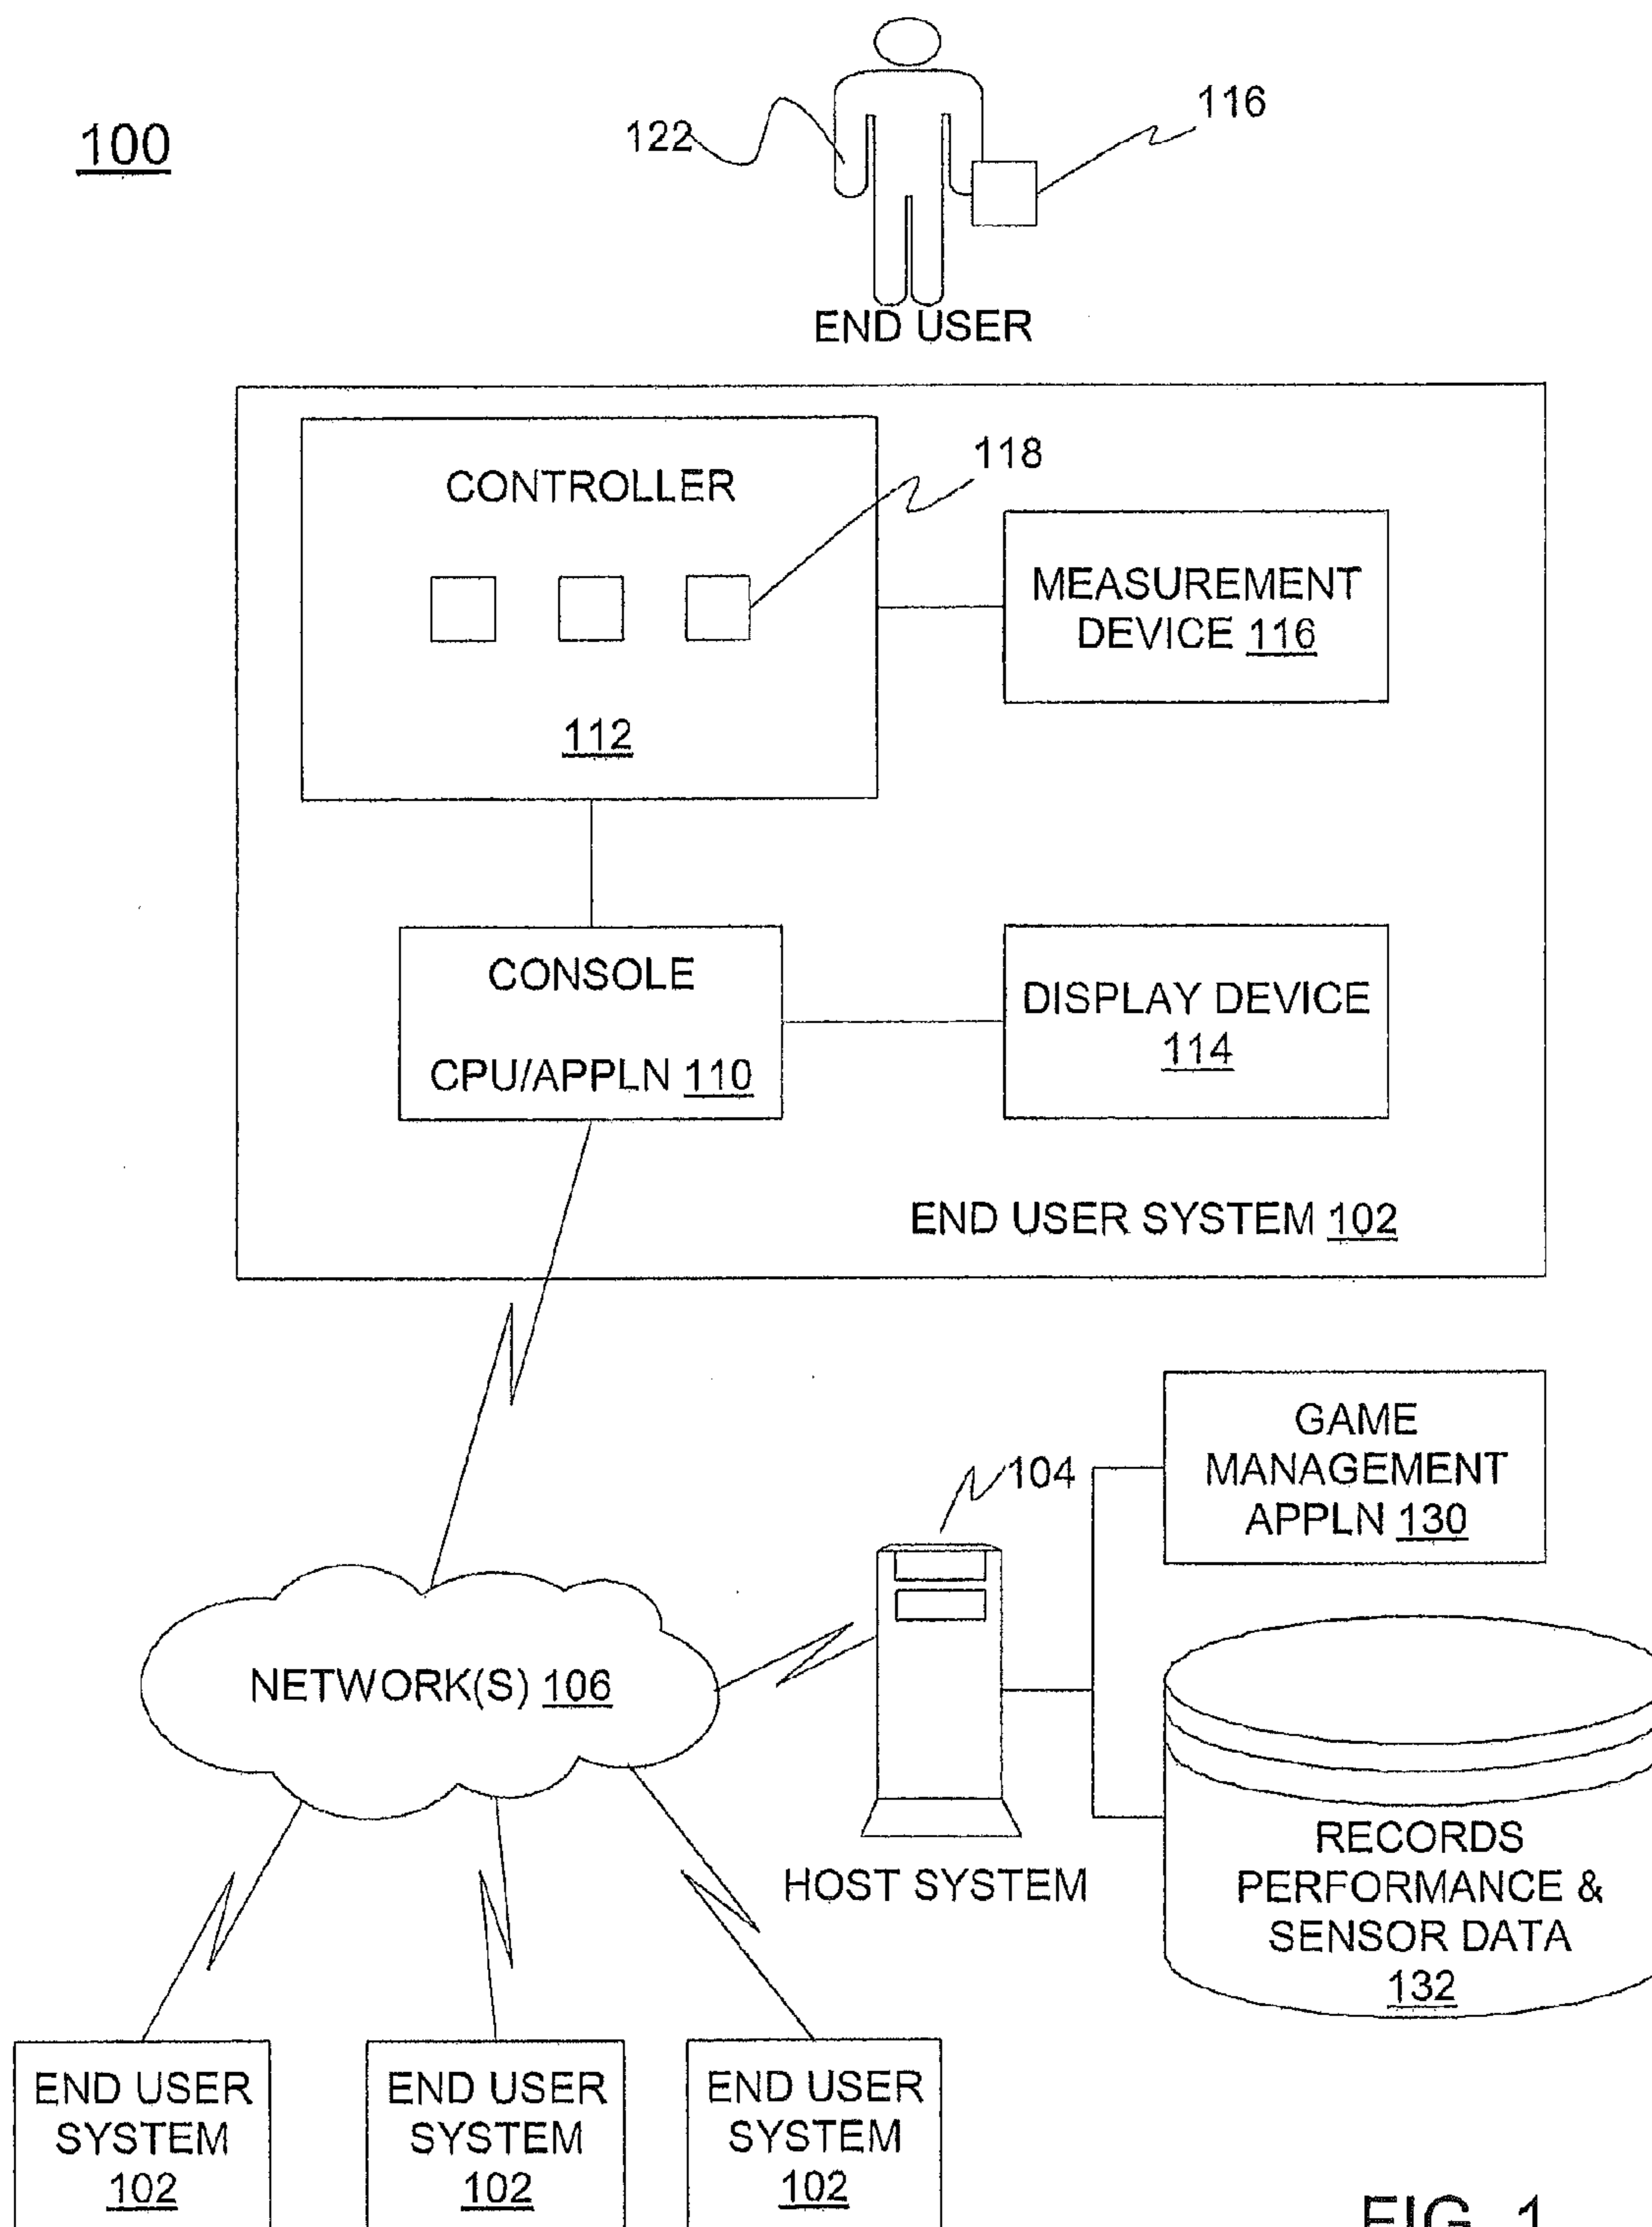 100
122
116
END USER
CONTROLLER
118
112
MEASUREMENT
DEVICE 116
CONSOLE
CPU/APPLN 110
DISPLAY DEVICE
114
END USER SYSTEM 102
GAME
MANAGEMENT
APPLN 130
104
NETWORK(S) 106
HOST SYSTEM
RECORDS
PERFORMANCE &
SENSOR DATA
132
END USER
SYSTEM
102
END USER
SYSTEM
102
END USER
SYSTEM
102
FIG. 1